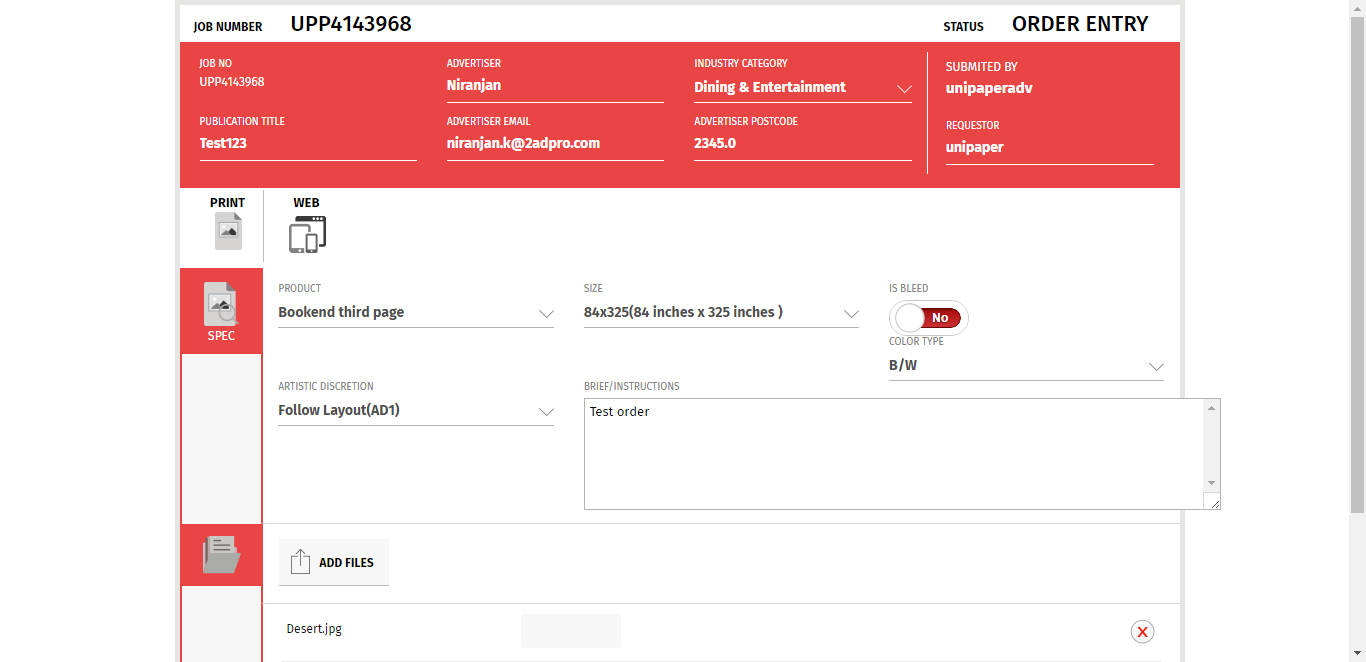 JOB NUMBER UPP4143968 STATUS ORDER ENTRY
JOB NO ADVERTISER INDUSTRY CATEGORY SUBMITED BY
UPP4143968 Niranjan Dining & Entertainment unipaperadv
PUBLICATION TITLE ADVERTISER EMAIL ADVERTISER POSTCODE REQUESTOR
Test123 niranjan.k@2adpro.com 2345.0 unipaper
PRINT WEB
SPEC
PRODUCT SIZE IS BLEED
Bookend third page 84x325(84 inches x 325 inches ) No
COLOR TYPE
B/W
ARTISTIC DISCRETION BRIEF/INSTRUCTIONS
Follow Layout(AD1) Test order
ADD FILES
Desert.jpg X